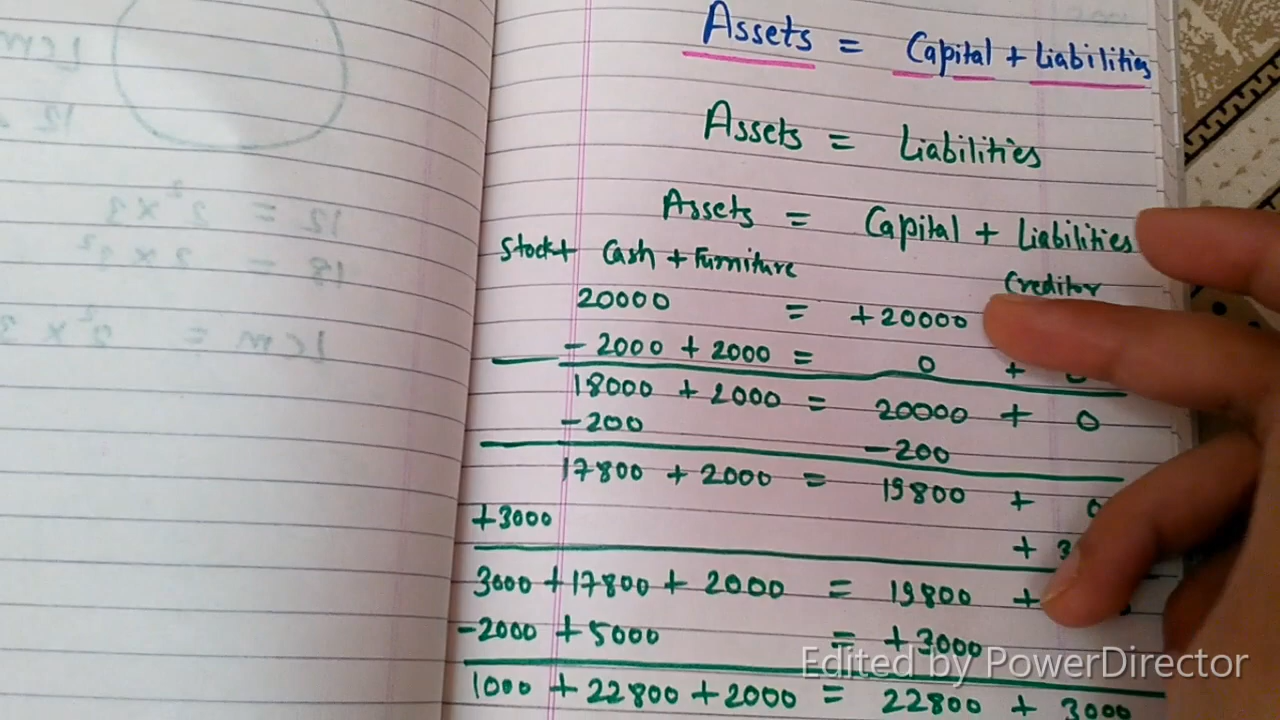 Assets = Capital + Liabilities
Assets = Liabilities
Assets = Capital + Liabilities
Stock + Cash + Furniture Creditor
20000 = +20000
- 2000 + 2000 = 0 +
18000 + 2000 = 20000 + 0
-200 -200
17800 + 2000 = 19800 +
+3000 +
3000 + 17800 + 2000 = 19800 +
-2000 + 5000 = +3000
1000 + 22800 + 2000 = 22800 + 3000
Edited by PowerDirector